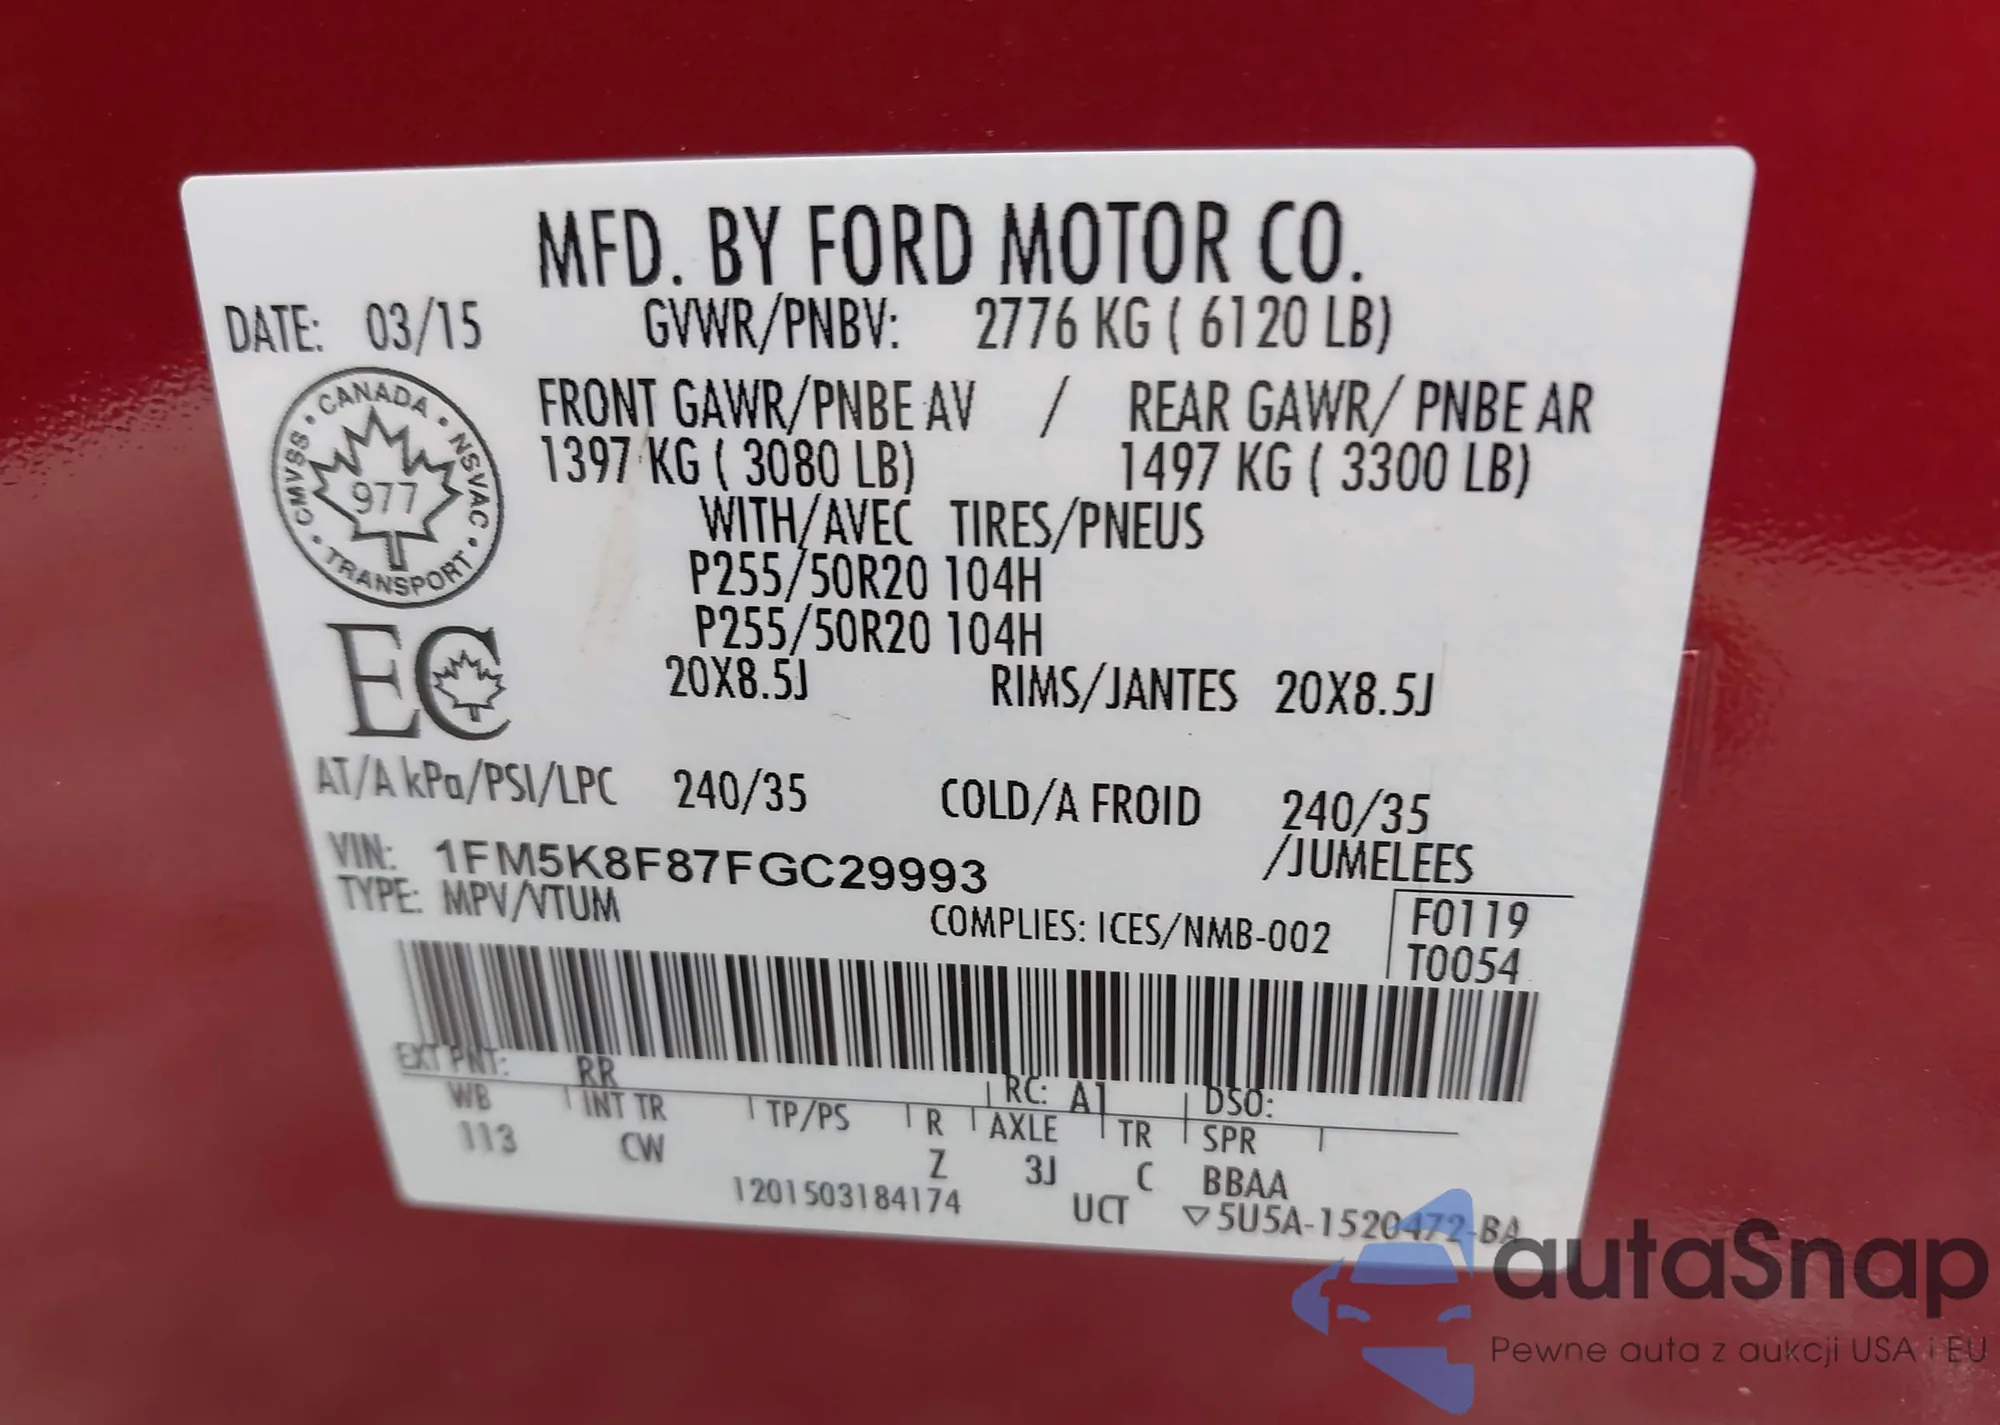 MFD. BY FORD MOTOR CO.
DATE: 03/15 GVWR/PNBV: 2776 KG ( 6120 LB)
FRONT GAWR/PNBE AV / REAR GAWR/ PNBE AR
1397 KG ( 3080 LB) 1497 KG ( 3300 LB)
WITH/AVEC TIRES/PNEUS
P255/50R20 104H
P255/50R20 104H
20X8.5J RIMS/JANTES 20X8.5J
CANADA • NSVAC • TRANSPORT • CMVSS •
977
EC
AT/A kPa/PSI/LPC 240/35 COLD/A FROID 240/35
/JUMELEES
VIN: 1FM5K8F87FGC29993
TYPE: MPV/VTUM
COMPLIES: ICES/NMB-002
F0119
T0054
EXT PNT: RR RC: A1 DSO:
WB INT TR TP/PS R AXLE TR SPR
113 CW Z 3J C BBAA
1201503184174 UCT ▽5U5A-1520472-BA
autaSnap
Pewne auta z aukcji USA i EU